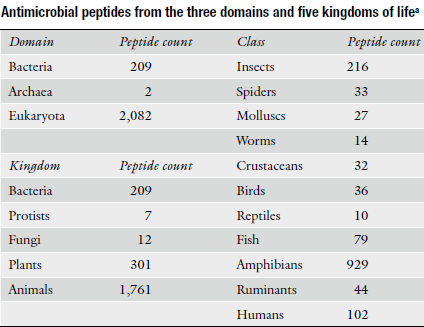 Antimicrobial peptides from the three domains and five kingdoms of lifeᵃ
Domain Peptide count Class Peptide count
Bacteria 209 Insects 216
Archaea 2 Spiders 33
Eukaryota 2,082 Molluscs 27
Worms 14
Kingdom Peptide count Crustaceans 32
Bacteria 209 Birds 36
Protists 7 Reptiles 10
Fungi 12 Fish 79
Plants 301 Amphibians 929
Animals 1,761 Ruminants 44
Humans 102